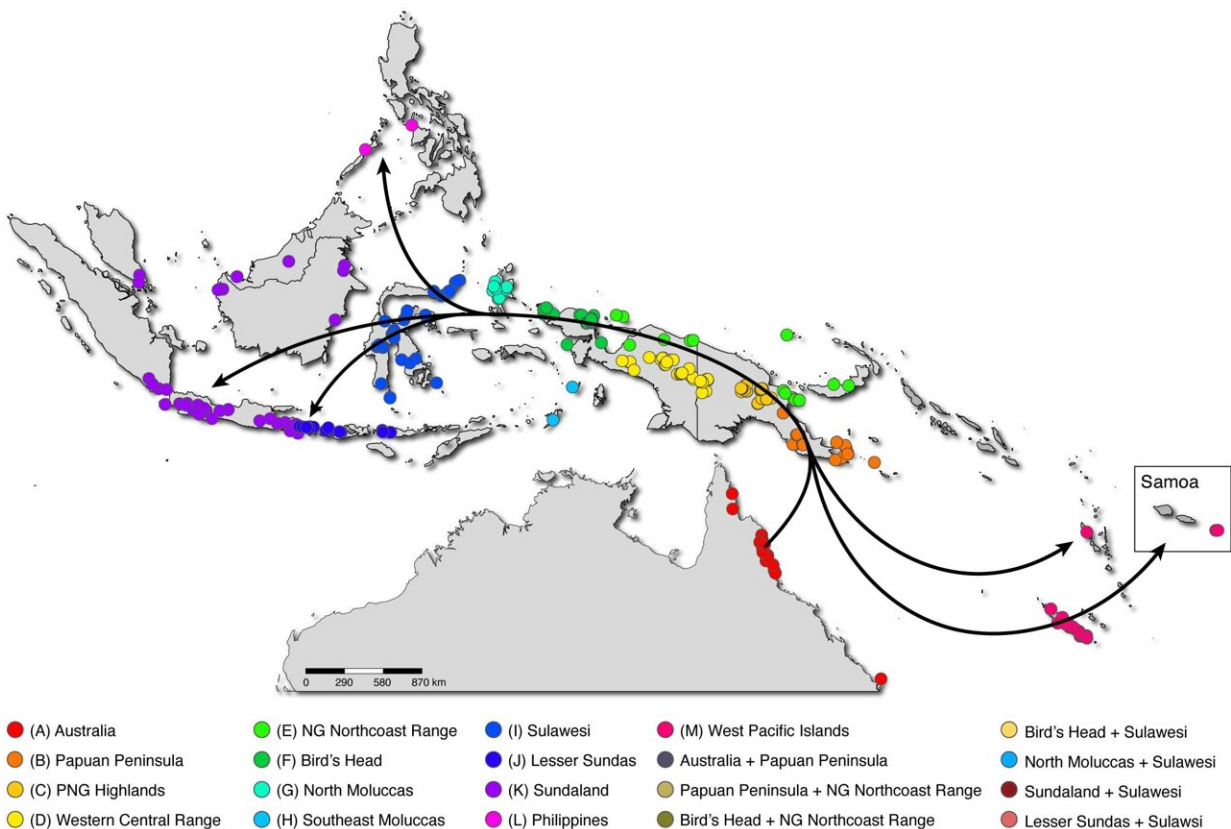 Samoa
0 290 580 870 km
(A) Australia
(B) Papuan Peninsula
(C) PNG Highlands
(D) Western Central Range
(E) NG Northcoast Range
(F) Bird's Head
(G) North Moluccas
(H) Southeast Moluccas
(I) Sulawesi
(J) Lesser Sundas
(K) Sundaland
(L) Philippines
(M) West Pacific Islands
Australia + Papuan Peninsula
Papuan Peninsula + NG Northcoast Range
Bird's Head + NG Northcoast Range
Bird's Head + Sulawesi
North Moluccas + Sulawesi
Sundaland + Sulawesi
Lesser Sundas + Sulawsi